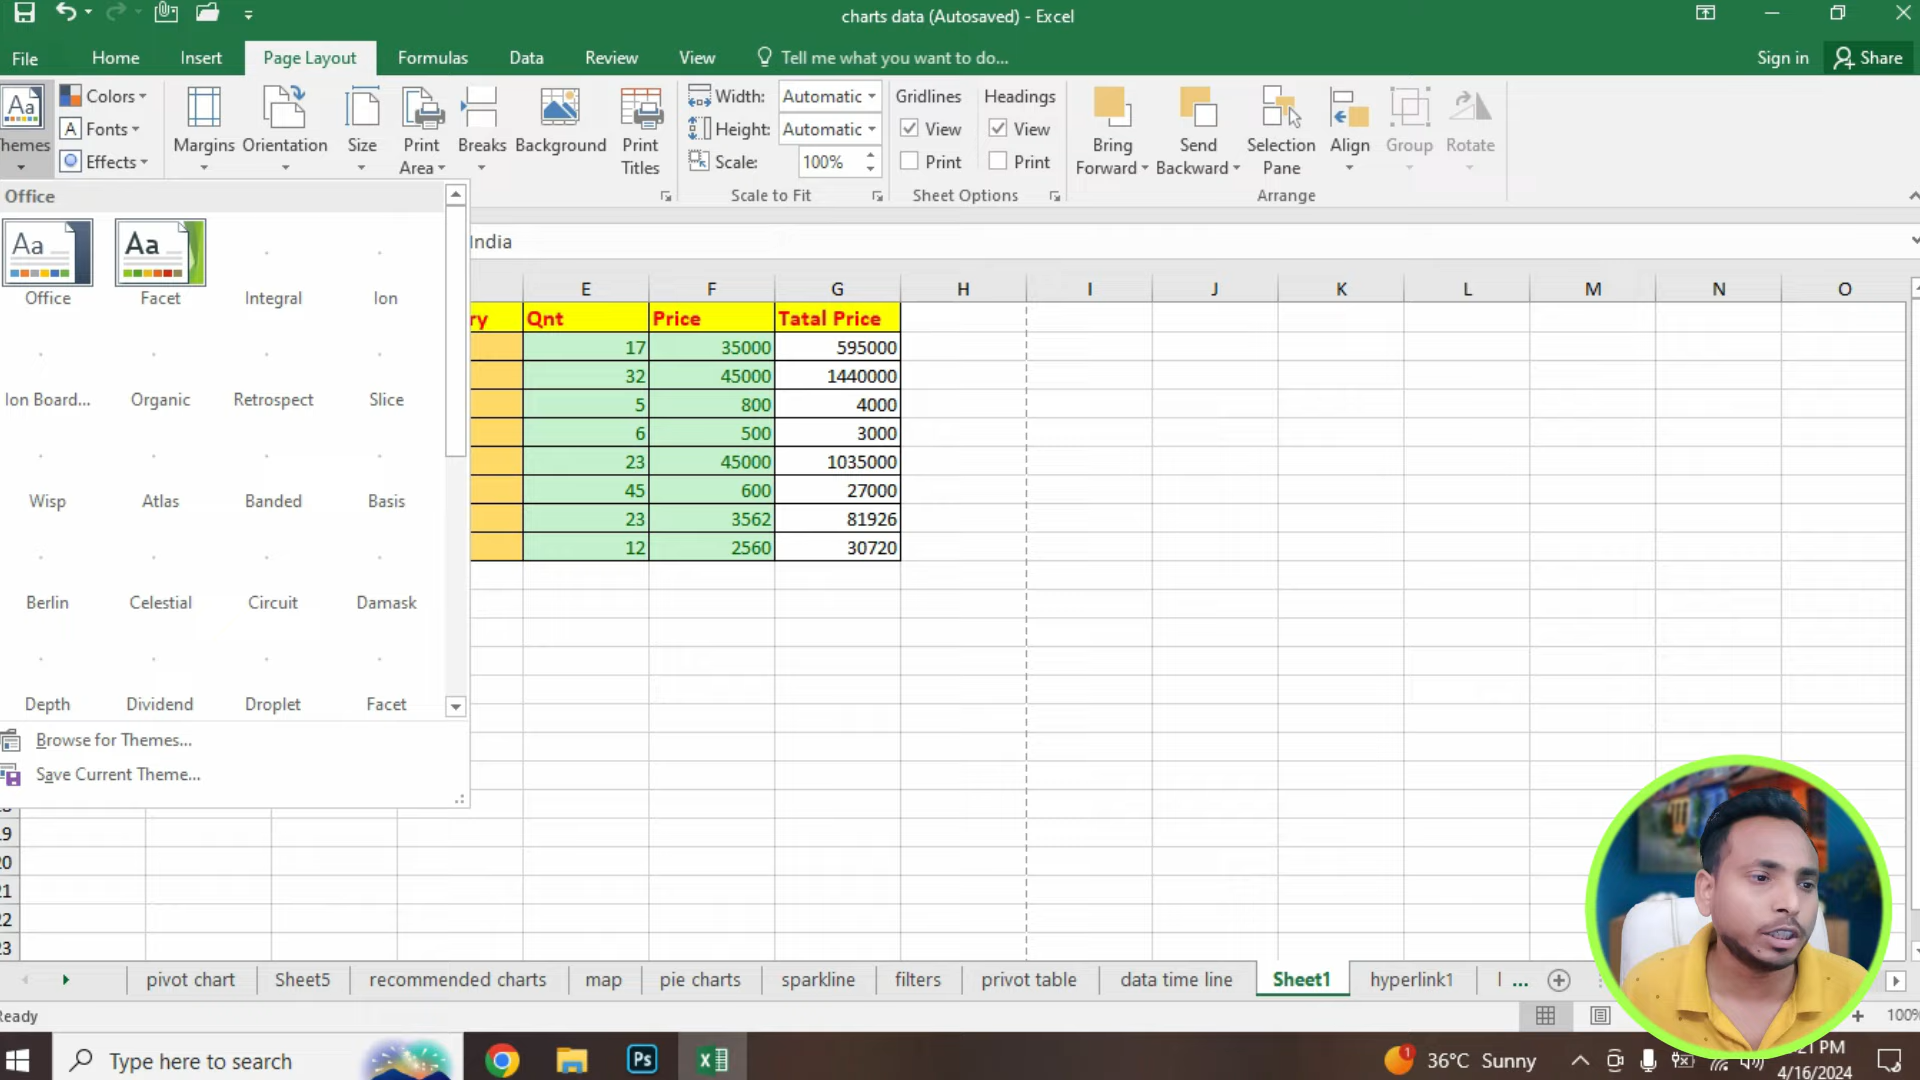 charts data (Autosaved) - Excel
File Home Insert Page Layout Formulas Data Review View Tell me what you want to do... Sign in Share
Colors Width: Automatic Gridlines Headings
Fonts Height: Automatic View View
Effects Scale: 100% Print Print
Margins Orientation Size Print Area Breaks Background Print Titles
Bring Forward Send Backward Selection Pane Align Group Rotate
Scale to Fit Sheet Options Arrange
Office
India
Office Facet Integral Ion
Ion Board... Organic Retrospect Slice
Wisp Atlas Banded Basis
Berlin Celestial Circuit Damask
Depth Dividend Droplet Facet
Browse for Themes...
Save Current Theme...
E F G H I J K L M N O
ry Qnt Price Tatal Price
17 35000 595000
32 45000 1440000
5 800 4000
6 500 3000
23 45000 1035000
45 600 27000
23 3562 81926
12 2560 30720
pivot chart Sheet5 recommended charts map pie charts sparkline filters privot table data time line Sheet1 hyperlink1 ...
100%
Type here to search
Ps
1 36°C Sunny
PM
4/16/2024